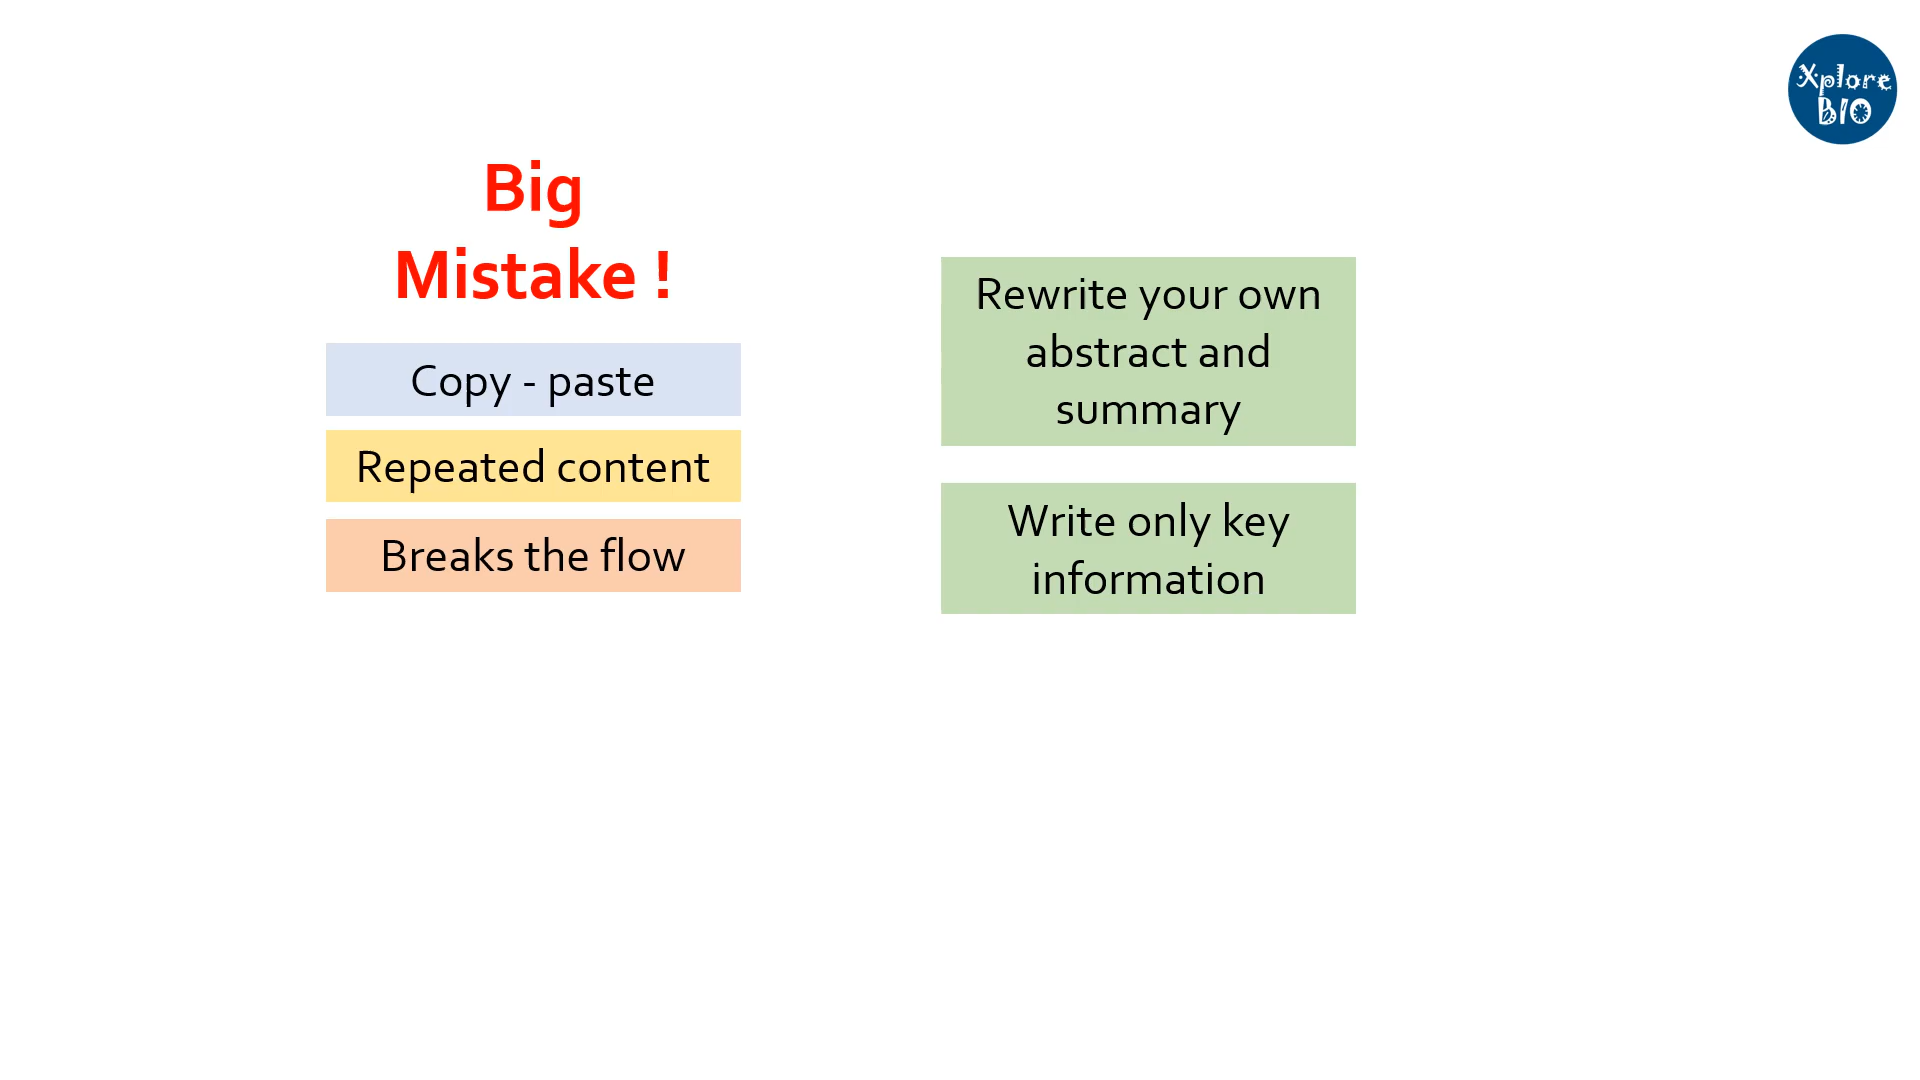 Xplore
BIO
Big
Mistake !
Copy - paste
Repeated content
Breaks the flow
Rewrite your own
abstract and
summary
Write only key
information